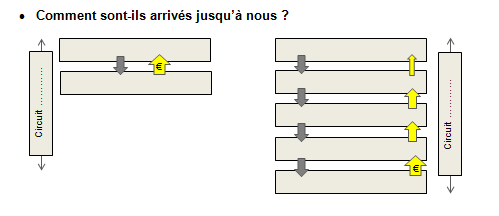 • Comment sont-ils arrivés jusqu’à nous ?
Circuit ............
€
€
Circuit ............